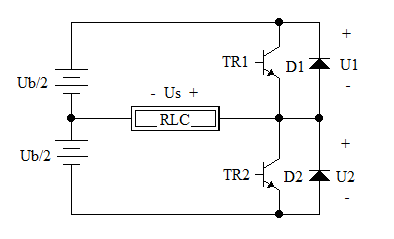 +
TR1 D1 U1
Ub/2
-
- Us +
RLC
+
Ub/2
TR2 D2 U2
-